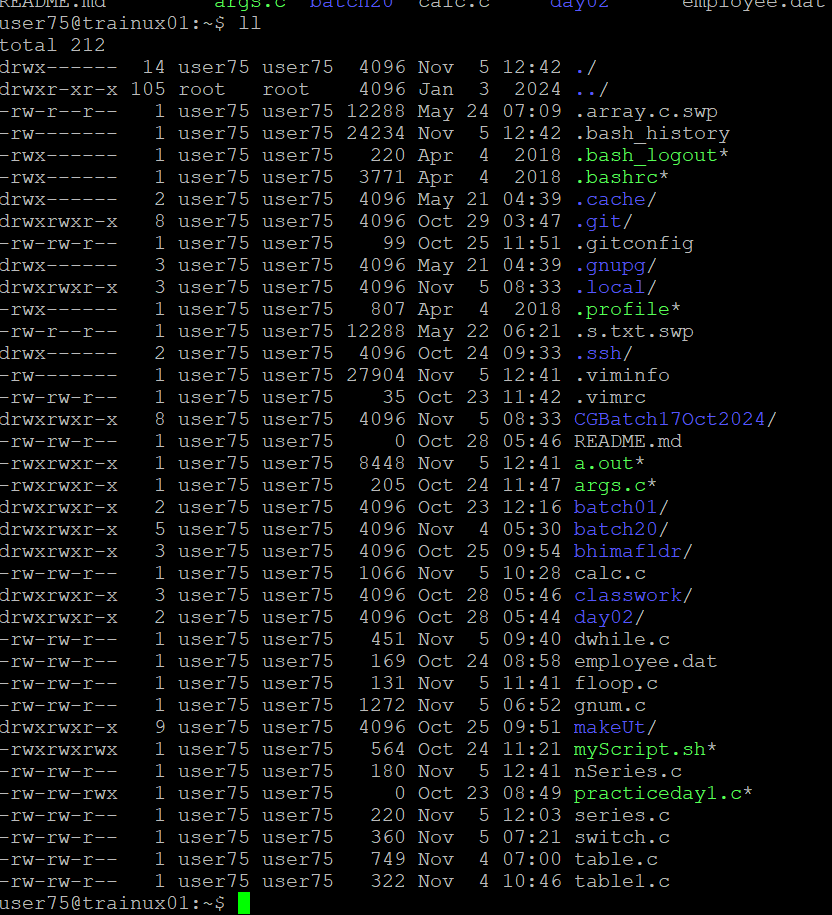 README.md args.c batch20 calc.c day02 employee.dat
user75@trainux01:~$ ll
total 212
drwx------  14 user75 user75  4096 Nov  5 12:42 ./
drwxr-xr-x 105 root   root    4096 Jan  3  2024 ../
-rw-r--r--   1 user75 user75 12288 May 24 07:09 .array.c.swp
-rw-------   1 user75 user75 24234 Nov  5 12:42 .bash_history
-rwx------   1 user75 user75   220 Apr  4  2018 .bash_logout*
-rwx------   1 user75 user75  3771 Apr  4  2018 .bashrc*
drwx------   2 user75 user75  4096 May 21 04:39 .cache/
drwxrwxr-x   8 user75 user75  4096 Oct 29 03:47 .git/
-rw-rw-r--   1 user75 user75    99 Oct 25 11:51 .gitconfig
drwx------   3 user75 user75  4096 May 21 04:39 .gnupg/
drwxrwxr-x   3 user75 user75  4096 Nov  5 08:33 .local/
-rwx------   1 user75 user75   807 Apr  4  2018 .profile*
-rw-r--r--   1 user75 user75 12288 May 22 06:21 .s.txt.swp
drwx------   2 user75 user75  4096 Oct 24 09:33 .ssh/
-rw-------   1 user75 user75 27904 Nov  5 12:41 .viminfo
-rw-rw-r--   1 user75 user75    35 Oct 23 11:42 .vimrc
drwxrwxr-x   8 user75 user75  4096 Nov  5 08:33 CGBatch17Oct2024/
-rw-rw-r--   1 user75 user75     0 Oct 28 05:46 README.md
-rwxrwxr-x   1 user75 user75  8448 Nov  5 12:41 a.out*
-rwxrwxr-x   1 user75 user75   205 Oct 24 11:47 args.c*
drwxrwxr-x   2 user75 user75  4096 Oct 23 12:16 batch01/
drwxrwxr-x   5 user75 user75  4096 Nov  4 05:30 batch20/
drwxrwxr-x   3 user75 user75  4096 Oct 25 09:54 bhimafldr/
-rw-rw-r--   1 user75 user75  1066 Nov  5 10:28 calc.c
drwxrwxr-x   3 user75 user75  4096 Oct 28 05:46 classwork/
drwxrwxr-x   2 user75 user75  4096 Oct 28 05:44 day02/
-rw-rw-r--   1 user75 user75   451 Nov  5 09:40 dwhile.c
-rw-rw-r--   1 user75 user75   169 Oct 24 08:58 employee.dat
-rw-rw-r--   1 user75 user75   131 Nov  5 11:41 floop.c
-rw-rw-r--   1 user75 user75  1272 Nov  5 06:52 gnum.c
drwxrwxr-x   9 user75 user75  4096 Oct 25 09:51 makeUt/
-rwxrwxrwx   1 user75 user75   564 Oct 24 11:21 myScript.sh*
-rw-rw-r--   1 user75 user75   180 Nov  5 12:41 nSeries.c
-rw-rw-rwx   1 user75 user75     0 Oct 23 08:49 practiceday1.c*
-rw-rw-r--   1 user75 user75   220 Nov  5 12:03 series.c
-rw-rw-r--   1 user75 user75   360 Nov  5 07:21 switch.c
-rw-rw-r--   1 user75 user75   749 Nov  4 07:00 table.c
-rw-rw-r--   1 user75 user75   322 Nov  4 10:46 table1.c
user75@trainux01:~$